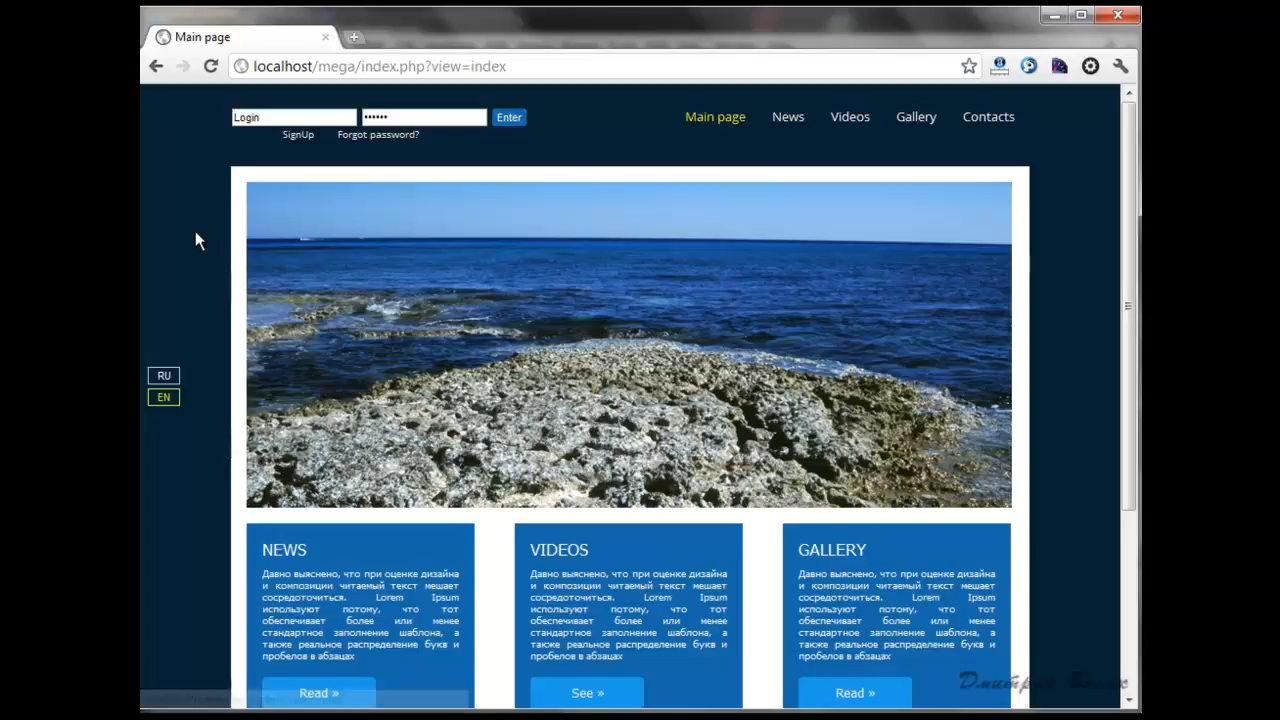 Main page
localhost/mega/index.php?view=index
Login •••••• Enter
SignUp Forgot password?
Main page News Videos Gallery Contacts
RU
EN
NEWS
Давно выяснено, что при оценке дизайна
и композиции читаемый текст мешает
сосредоточиться. Lorem Ipsum
используют потому, что тот
обеспечивает более или менее
стандартное заполнение шаблона, а
также реальное распределение букв и
пробелов в абзацах
Read »
VIDEOS
Давно выяснено, что при оценке дизайна
и композиции читаемый текст мешает
сосредоточиться. Lorem Ipsum
используют потому, что тот
обеспечивает более или менее
стандартное заполнение шаблона, а
также реальное распределение букв и
пробелов в абзацах
See »
GALLERY
Давно выяснено, что при оценке дизайна
и композиции читаемый текст мешает
сосредоточиться. Lorem Ipsum
используют потому, что тот
обеспечивает более или менее
стандартное заполнение шаблона, а
также реальное распределение букв и
пробелов в абзацах
Read »